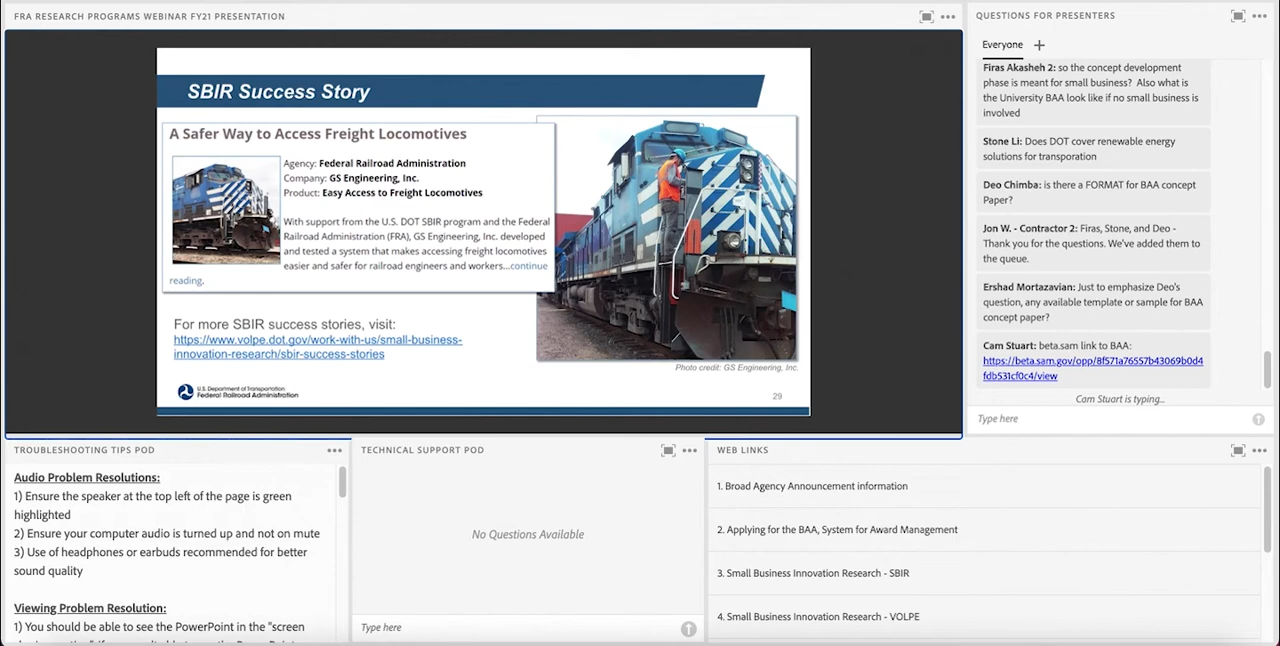 FRA RESEARCH PROGRAMS WEBINAR FY21 PRESENTATION
SBIR Success Story
A Safer Way to Access Freight Locomotives
Agency: Federal Railroad Administration
Company: GS Engineering, Inc.
Product: Easy Access to Freight Locomotives
With support from the U.S. DOT SBIR program and the Federal
Railroad Administration (FRA), GS Engineering, Inc. developed
and tested a system that makes accessing freight locomotives
easier and safer for railroad engineers and workers...continue
reading.
For more SBIR success stories, visit:
https://www.volpe.dot.gov/work-with-us/small-business-
innovation-research/sbir-success-stories
Photo credit: GS Engineering, Inc.
U.S. Department of Transportation
Federal Railroad Administration
29
QUESTIONS FOR PRESENTERS
Everyone
Firas Akasheh 2: so the concept development
phase is meant for small business? Also what is
the University BAA look like if no small business is
involved
Stone Li: Does DOT cover renewable energy
solutions for transporation
Deo Chimba: is there a FORMAT for BAA concept
Paper?
Jon W. - Contractor 2: Firas, Stone, and Deo -
Thank you for the questions. We've added them to
the queue.
Ershad Mortazavian: Just to emphasize Deo's
question, any available template or sample for BAA
concept paper?
Cam Stuart: beta.sam link to BAA:
https://beta.sam.gov/opp/8f571a76557b43069b0d4
fdb531cf0c4/view
Cam Stuart is typing...
Type here
TROUBLESHOOTING TIPS POD
Audio Problem Resolutions:
1) Ensure the speaker at the top left of the page is green
highlighted
2) Ensure your computer audio is turned up and not on mute
3) Use of headphones or earbuds recommended for better
sound quality
Viewing Problem Resolution:
1) You should be able to see the PowerPoint in the "screen
TECHNICAL SUPPORT POD
No Questions Available
Type here
WEB LINKS
1. Broad Agency Announcement information
2. Applying for the BAA, System for Award Management
3. Small Business Innovation Research - SBIR
4. Small Business Innovation Research - VOLPE